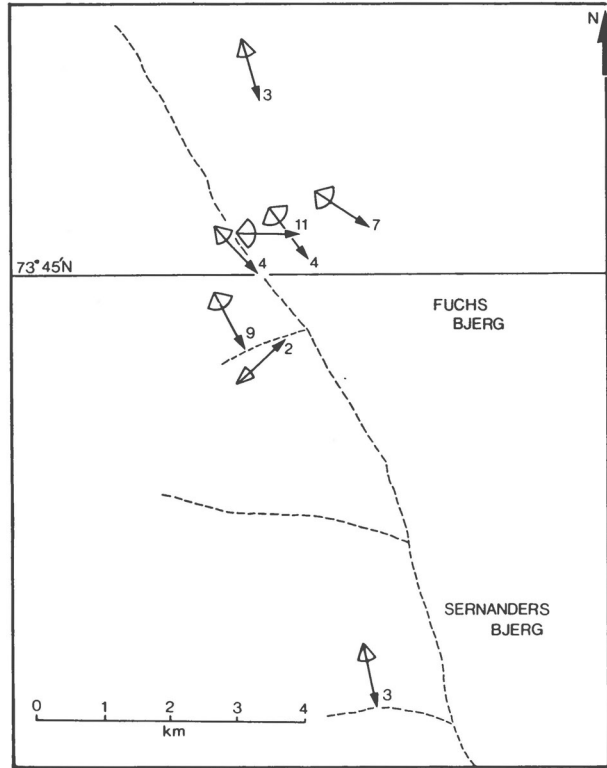 N
3
7
11
4
4
73°45'N
FUCHS
BJERG
9
2
SERNANDERS
BJERG
3
0 1 2 3 4
km